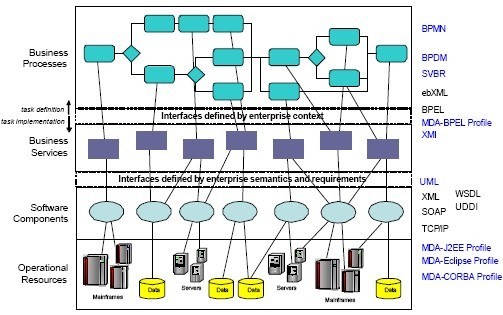 BPMN
Business
Processes
BPDM
SVBR
ebXML
task definition
task implementation
BPEL
Interfaces defined by enterprise context
MDA-BPEL Profile
XMI
Business
Services
Interfaces defined by enterprise semantics and requirements
UML
XML
WSDL
Software
Components
SOAP
UDDI
TCP/IP
MDA-J2EE Profile
MDA-Eclipse Profile
MDA-CORBA Profile
Operational
Resources
Mainframes
Data
Servers
Data
Data
Servers
Mainframes
Data